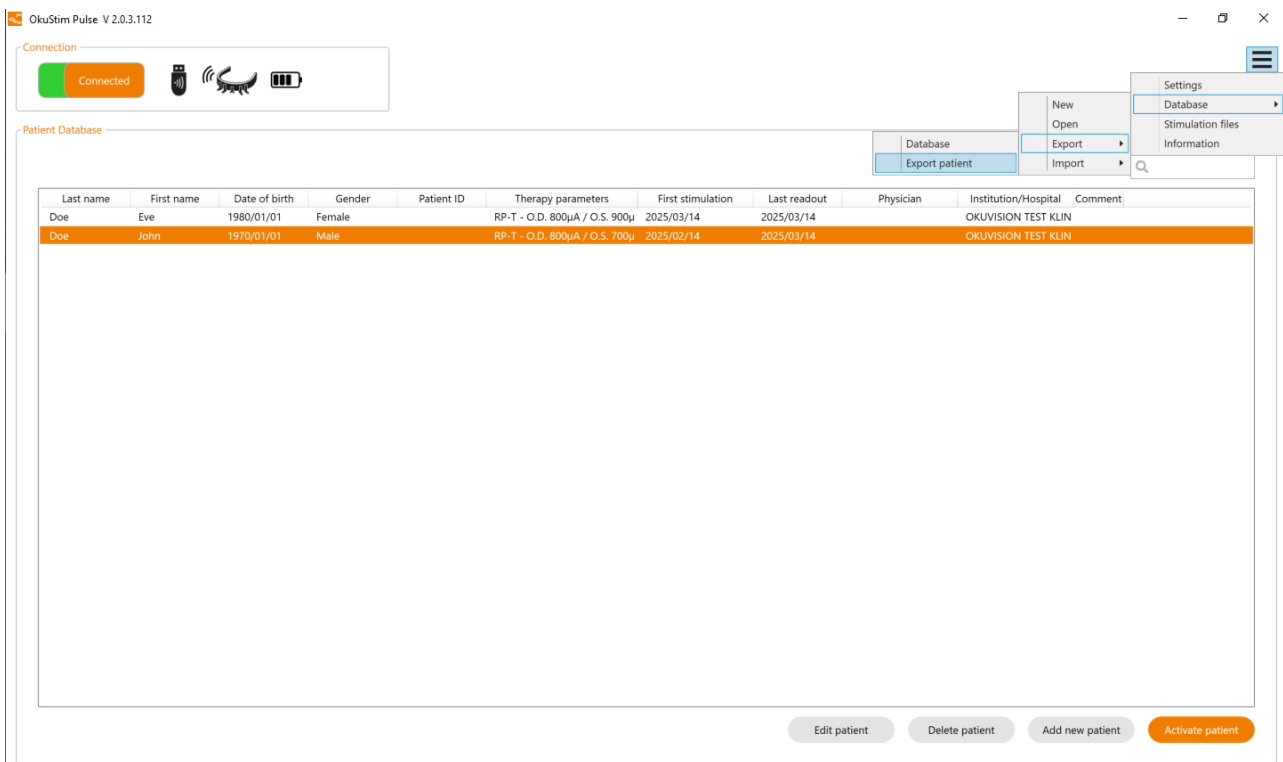 OkuStim Pulse V 2.0.3.112
Connection
Connected
Settings
Database
Stimulation files
Information
New
Open
Export
Import
Database
Export patient
Patient Database
Last name First name Date of birth Gender Patient ID Therapy parameters First stimulation Last readout Physician Institution/Hospital Comment
Doe Eve 1980/01/01 Female RP-T - O.D. 800µA / O.S. 900µ 2025/03/14 2025/03/14 OKUVISION TEST KLIN
Doe John 1970/01/01 Male RP-T - O.D. 800µA / O.S. 700µ 2025/02/14 2025/03/14 OKUVISION TEST KLIN
Edit patient Delete patient Add new patient Activate patient